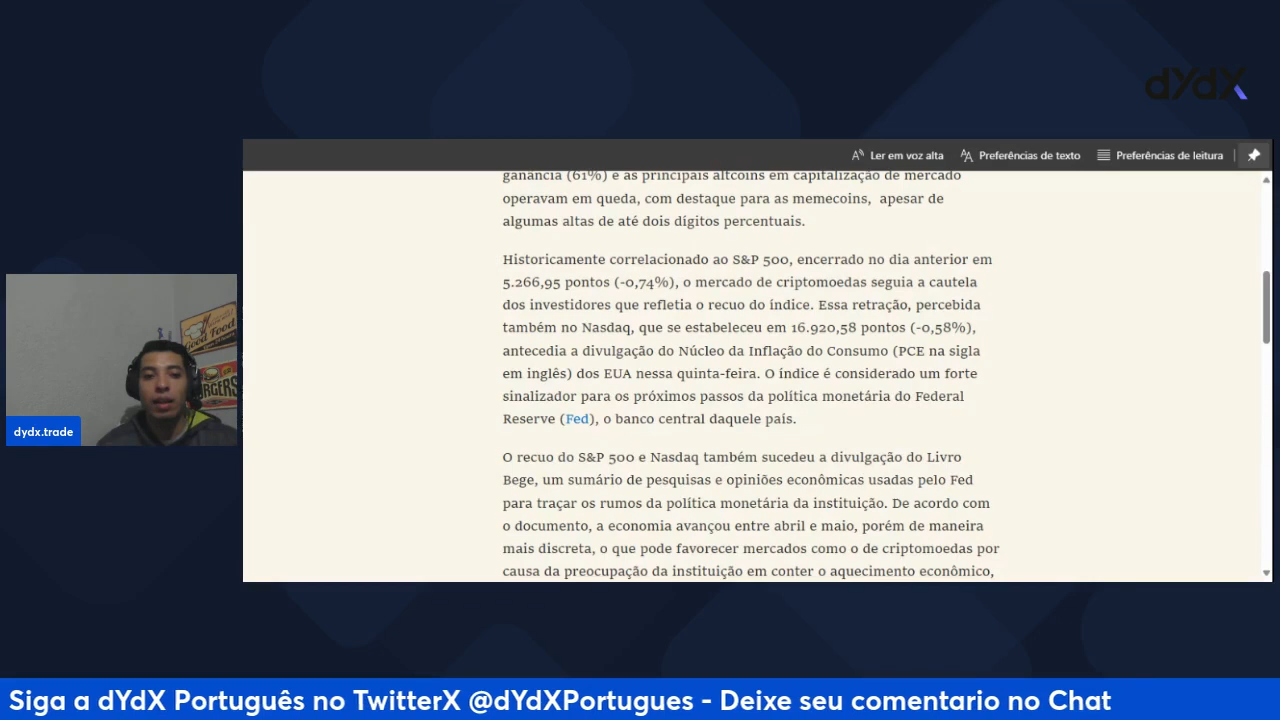 dYdX
Ler em voz alta
Preferências de texto
Preferências de leitura
ganância (61%) e as principais altcoins em capitalização de mercado
operavam em queda, com destaque para as memecoins, apesar de
algumas altas de até dois dígitos percentuais.
Historicamente correlacionado ao S&P 500, encerrado no dia anterior em
5.266,95 pontos (-0,74%), o mercado de criptomoedas seguia a cautela
dos investidores que refletia o recuo do índice. Essa retração, percebida
também no Nasdaq, que se estabeleceu em 16.920,58 pontos (-0,58%),
antecedia a divulgação do Núcleo da Inflação do Consumo (PCE na sigla
em inglês) dos EUA nessa quinta-feira. O índice é considerado um forte
sinalizador para os próximos passos da política monetária do Federal
Reserve (Fed), o banco central daquele país.
O recuo do S&P 500 e Nasdaq também sucedeu a divulgação do Livro
Bege, um sumário de pesquisas e opiniões econômicas usadas pelo Fed
para traçar os rumos da política monetária da instituição. De acordo com
o documento, a economia avançou entre abril e maio, porém de maneira
mais discreta, o que pode favorecer mercados como o de criptomoedas por
causa da preocupação da instituição em conter o aquecimento econômico,
Good Food
BURGERS
dydx.trade
Siga a dYdX Português no TwitterX @dYdXPortugues - Deixe seu comentario no Chat